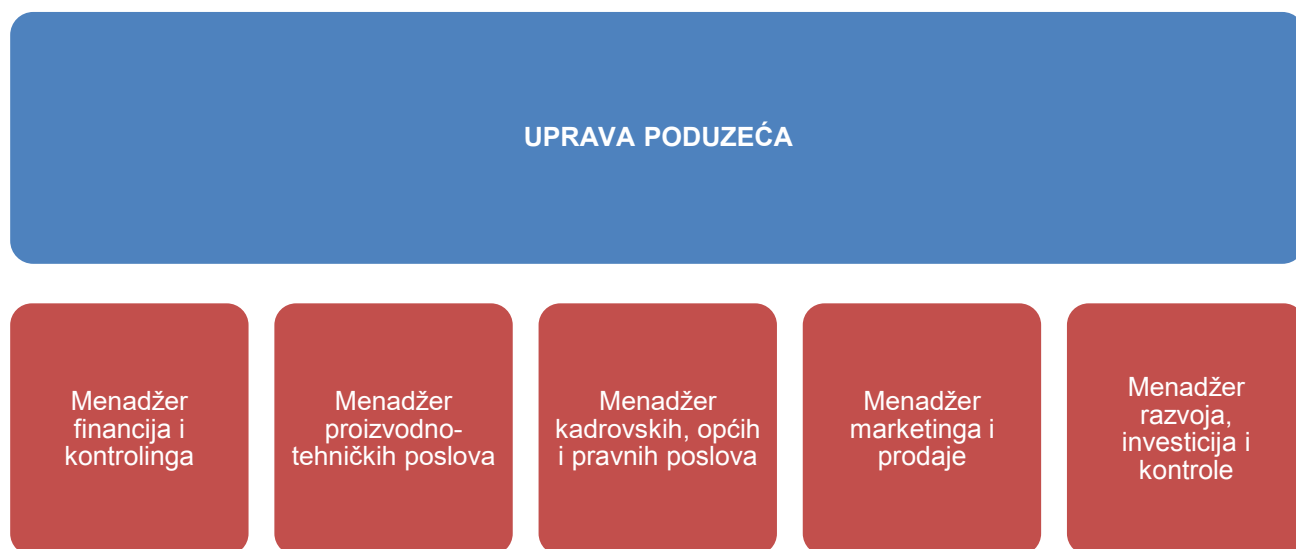 UPRAVA PODUZEĆA
Menadžer
financija i
kontrolinga
Menadžer
proizvodno-
tehničkih poslova
Menadžer
kadrovskih, općih
i pravnih poslova
Menadžer
marketinga i
prodaje
Menadžer
razvoja,
investicija i
kontrole